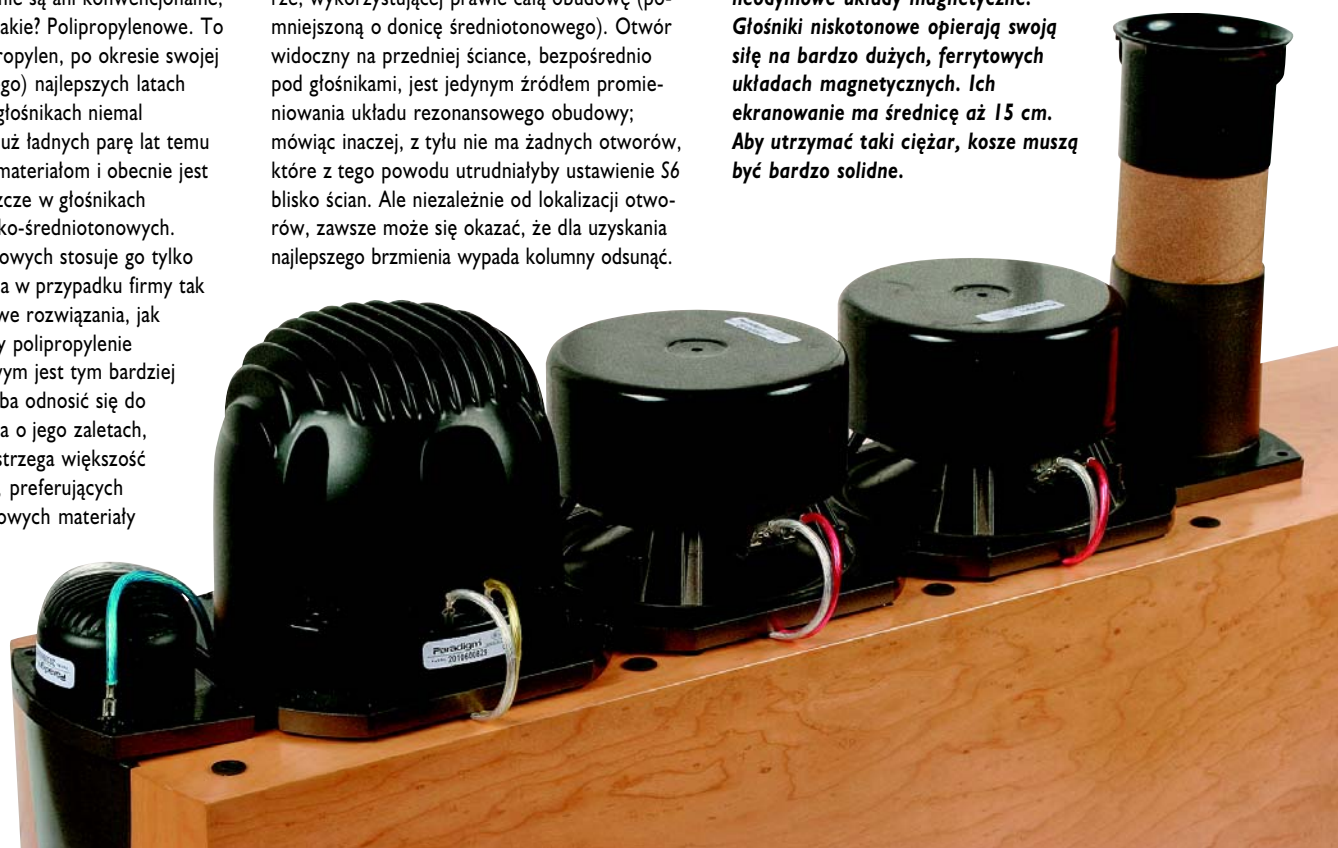 nie są ani konwencjonalne,
akie? Polipropylenowe. To
ropylen, po okresie swojej
go) najlepszych latach
głośnikach niemal
uż ładnych parę lat temu
materiałom i obecnie jest
zcze w głośnikach
ko-średniotonowych.
owych stosuje go tylko
a w przypadku firmy tak
we rozwiązania, jak
y polipropylenie
wym jest tym bardziej
ba odnosić się do
a o jego zaletach,
strzega większość
, preferujących
owych materiały
rze, wykorzystującej prawie całą obudowę (po-
mniejszoną o donicę średniotonowego). Otwór
widoczny na przedniej ściance, bezpośrednio
pod głośnikami, jest jedynym źródłem promie-
niowania układu rezonansowego obudowy;
mówiąc inaczej, z tyłu nie ma żadnych otworów,
które z tego powodu utrudniałyby ustawienie S6
blisko ścian. Ale niezależnie od lokalizacji otwo-
rów, zawsze może się okazać, że dla uzyskania
najlepszego brzmienia wypada kolumny odsunąć.
neodymowe układy magnetyczne.
Głośniki niskotonowe opierają swoją
siłę na bardzo dużych, ferrytowych
układach magnetycznych. Ich
ekranowanie ma średnicę aż 15 cm.
Aby utrzymać taki ciężar, kosze muszą
być bardzo solidne.
Paradigm